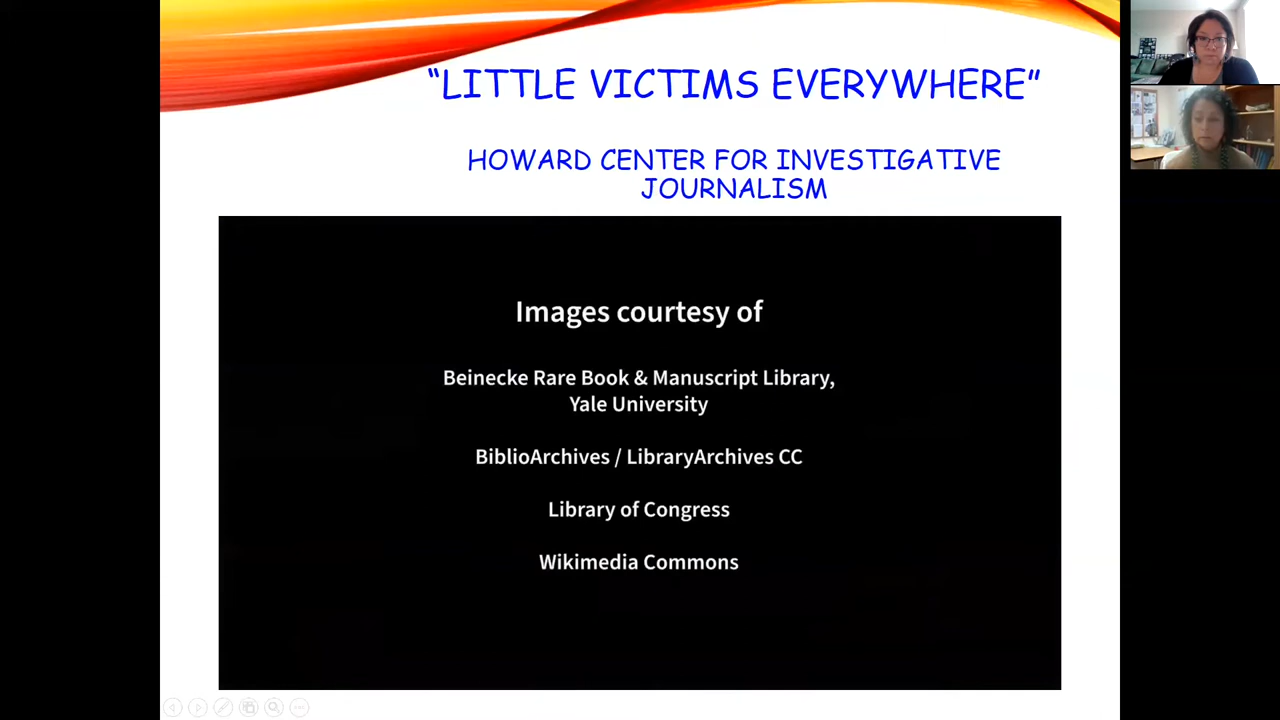 “LITTLE VICTIMS EVERYWHERE”
HOWARD CENTER FOR INVESTIGATIVE
JOURNALISM
Images courtesy of
Beinecke Rare Book & Manuscript Library,
Yale University
BiblioArchives / LibraryArchives CC
Library of Congress
Wikimedia Commons